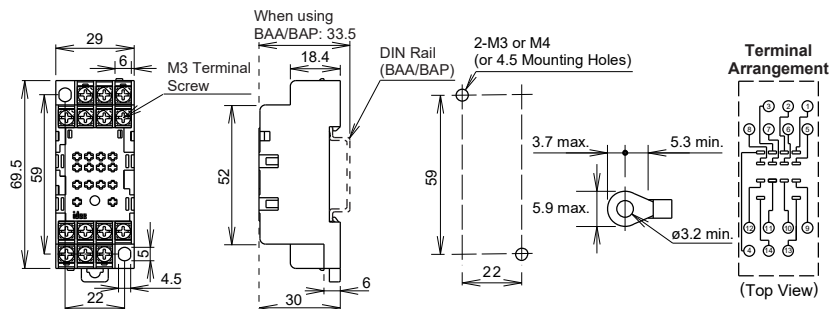 When using
BAA/BAP: 33.5
29
6
18.4
M3 Terminal
Screw
DIN Rail
(BAA/BAP)
69.5
59
52
idec
5
4.5
22
6
30
2-M3 or M4
(or 4.5 Mounting Holes)
59
22
3.7 max.
5.3 min.
5.9 max.
ø3.2 min.
Terminal
Arrangement
3 2 1
8 7 6 5
12 11 10 9
4 14 13
(Top View)